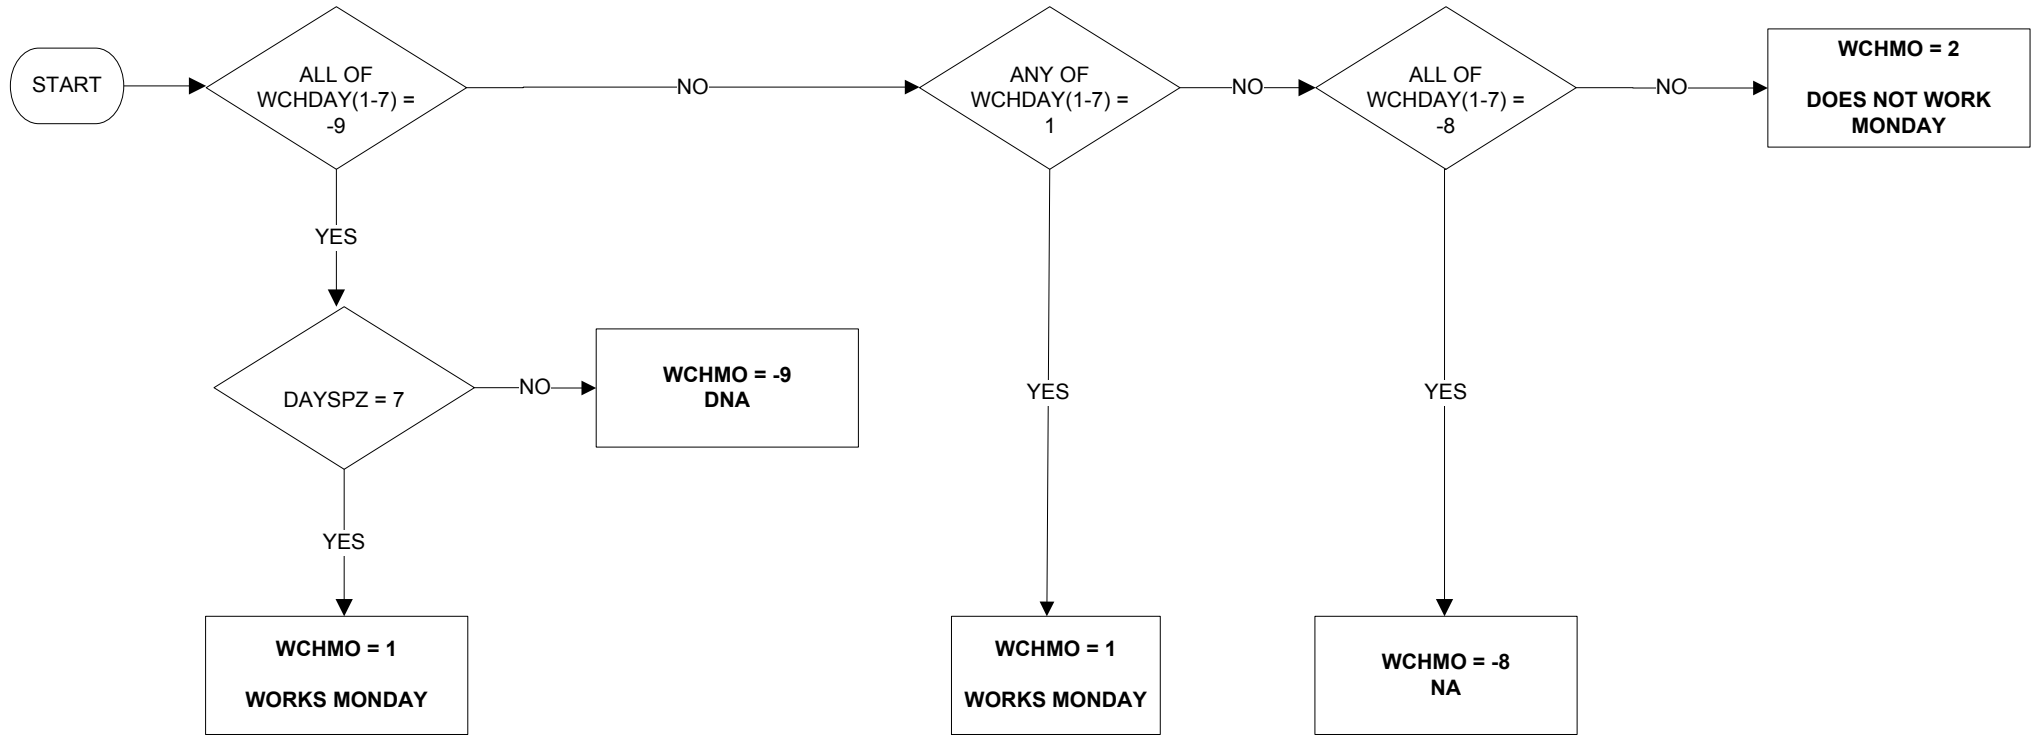 START
ALL OF
WCHDAY(1-7) =
-9
NO
ANY OF
WCHDAY(1-7) =
1
NO
ALL OF
WCHDAY(1-7) =
-8
NO
WCHMO = 2
DOES NOT WORK
MONDAY
YES
DAYSPZ = 7
NO
WCHMO = -9
DNA
YES
YES
YES
WCHMO = 1
WORKS MONDAY
WCHMO = 1
WORKS MONDAY
WCHMO = -8
NA